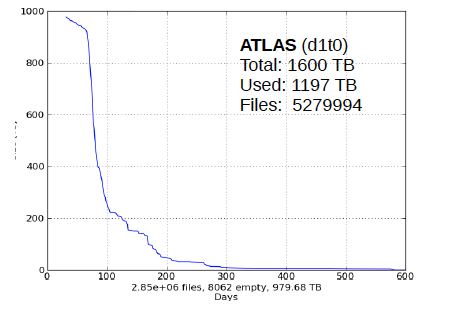 1000
800
600
400
200
0
ATLAS (d1t0)
Total: 1600 TB
Used: 1197 TB
Files: 5279994
0 100 200 300 400 500 600
2.85e+06 files, 8062 empty, 979.68 TB
Days